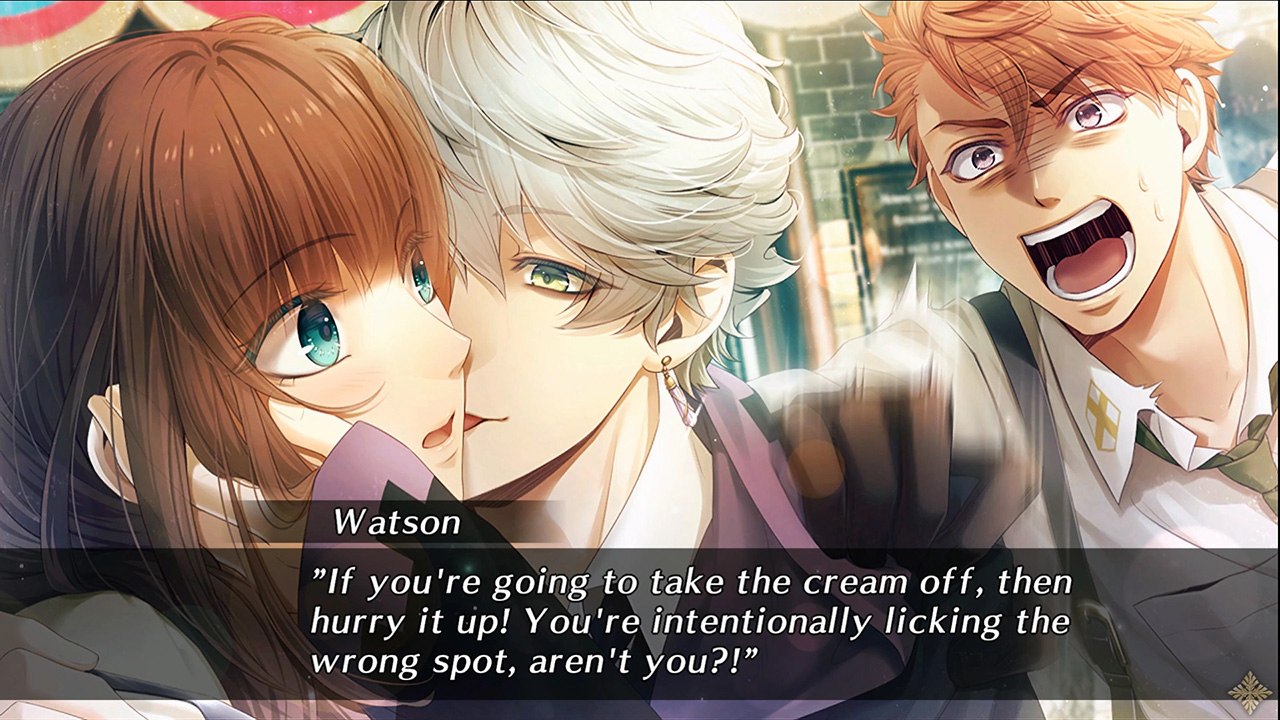 Watson
”If you're going to take the cream off, then
hurry it up! You're intentionally licking the
wrong spot, aren't you?!”